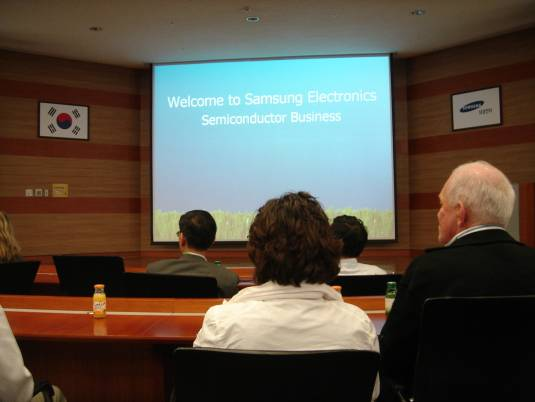 Welcome to Samsung Electronics
Semiconductor Business
SAMSUNG